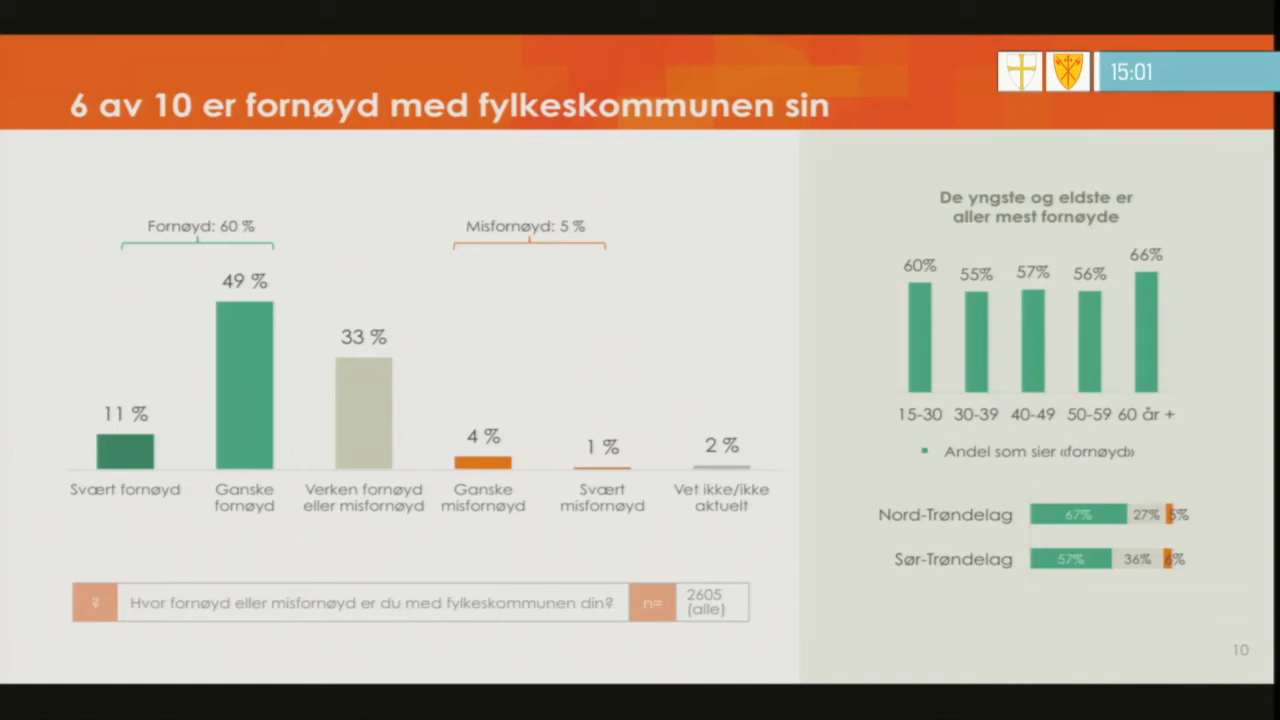 15:01
6 av 10 er fornøyd med fylkeskommunen sin
Fornøyd: 60 %
Misfornøyd: 5 %
11 %
49 %
33 %
4 %
1 %
2 %
Svært fornøyd
Ganske
fornøyd
Verken fornøyd
eller misfornøyd
Ganske
misfornøyd
Svært
misfornøyd
Vet ikke/ikke
aktuelt
? Hvor fornøyd eller misfornøyd er du med fylkeskommunen din? n=
2605
(alle)
De yngste og eldste er
aller mest fornøyde
60% 55% 57% 56% 66%
15-30 30-39 40-49 50-59 60 år +
Andel som sier «fornøyd»
Nord-Trøndelag 67% 27% 5%
Sør-Trøndelag 57% 36% 6%
10